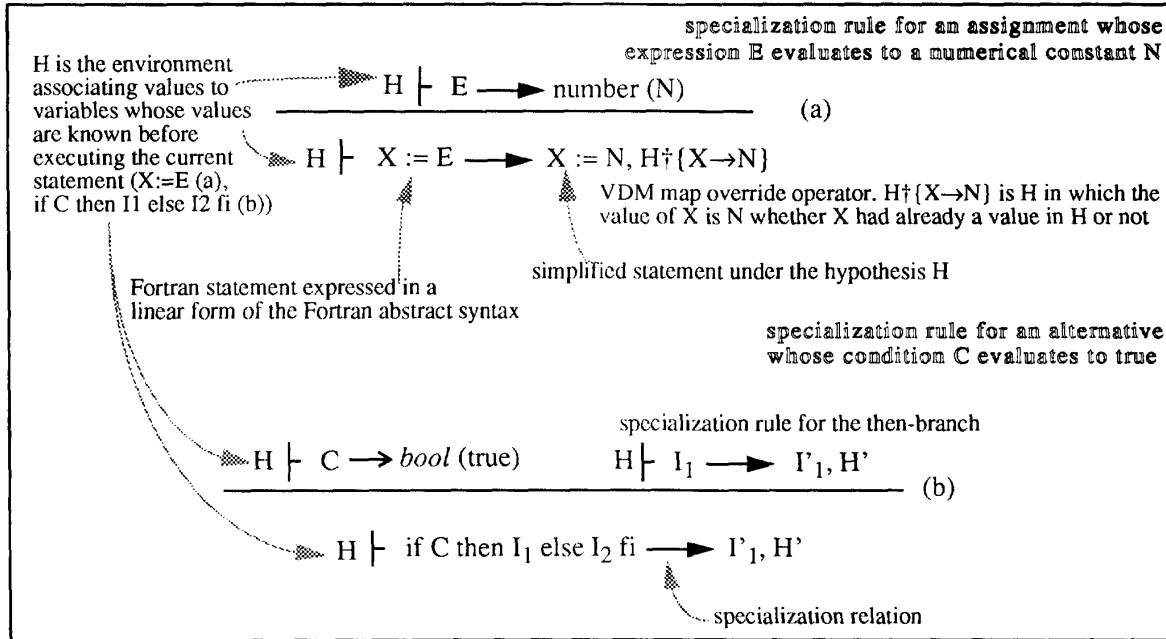 specialization rule for an assignment whose
expression E evaluates to a numerical constant N
H is the environment
associating values to
variables whose values
are known before
executing the current
statement (X:=E (a),
if C then I1 else I2 fi (b))
H ⊢ E → number (N)
(a)
H ⊢ X := E → X := N, H†{X→N}
VDM map override operator. H†{X→N} is H in which the
value of X is N whether X had already a value in H or not
simplified statement under the hypothesis H
Fortran statement expressed in a
linear form of the Fortran abstract syntax
specialization rule for an alternative
whose condition C evaluates to true
specialization rule for the then-branch
H ⊢ C → bool (true) H ⊢ I₁ → I'₁, H'
(b)
H ⊢ if C then I₁ else I₂ fi → I'₁, H'
specialization relation